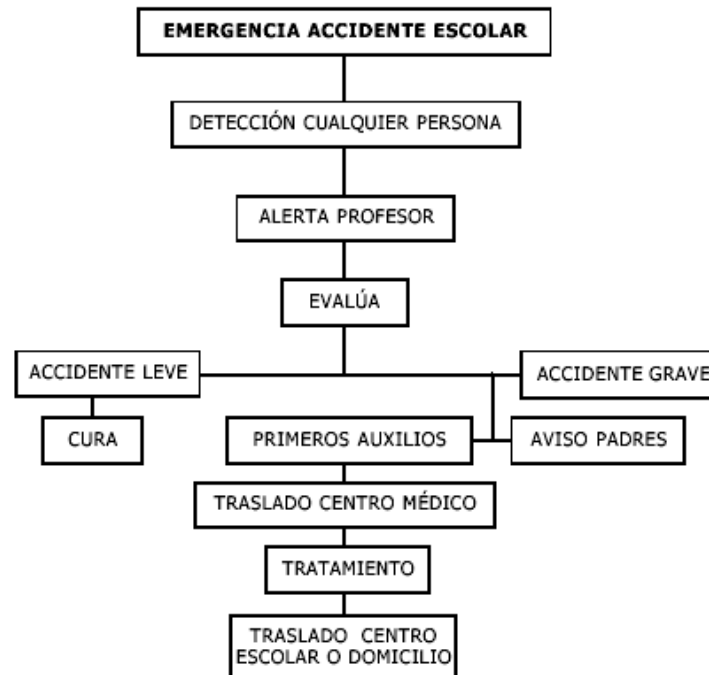 EMERGENCIA ACCIDENTE ESCOLAR
DETECCIÓN CUALQUIER PERSONA
ALERTA PROFESOR
EVALÚA
ACCIDENTE LEVE
ACCIDENTE GRAVE
CURA
PRIMEROS AUXILIOS
AVISO PADRES
TRASLADO CENTRO MÉDICO
TRATAMIENTO
TRASLADO CENTRO
ESCOLAR O DOMICILIO